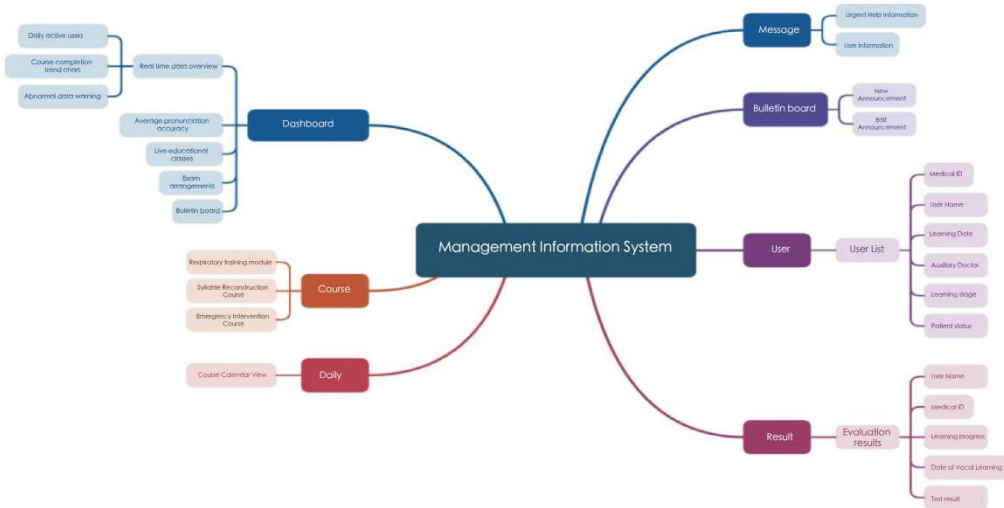 Management Information System
Dashboard
Real time data overview
Daily active users
Course completion
trend chart
Abnormal data warning
Average pronunciation
accuracy
Live educational
classes
Exam
arrangements
Bulletin board
Course
Respiratory training module
Syllable Reconstruction
Course
Emergency Intervention
Course
Daily
Course Calendar View
Message
Urgent Help Information
User Information
Bulletin board
New
Announcement
Edit
Announcement
User
User List
Medical ID
User Name
Learning Date
Auxiliary Doctor
Learning stage
Patient status
Result
Evaluation
results
User Name
Medical ID
Learning progress
Date of Vocal Learning
Test result